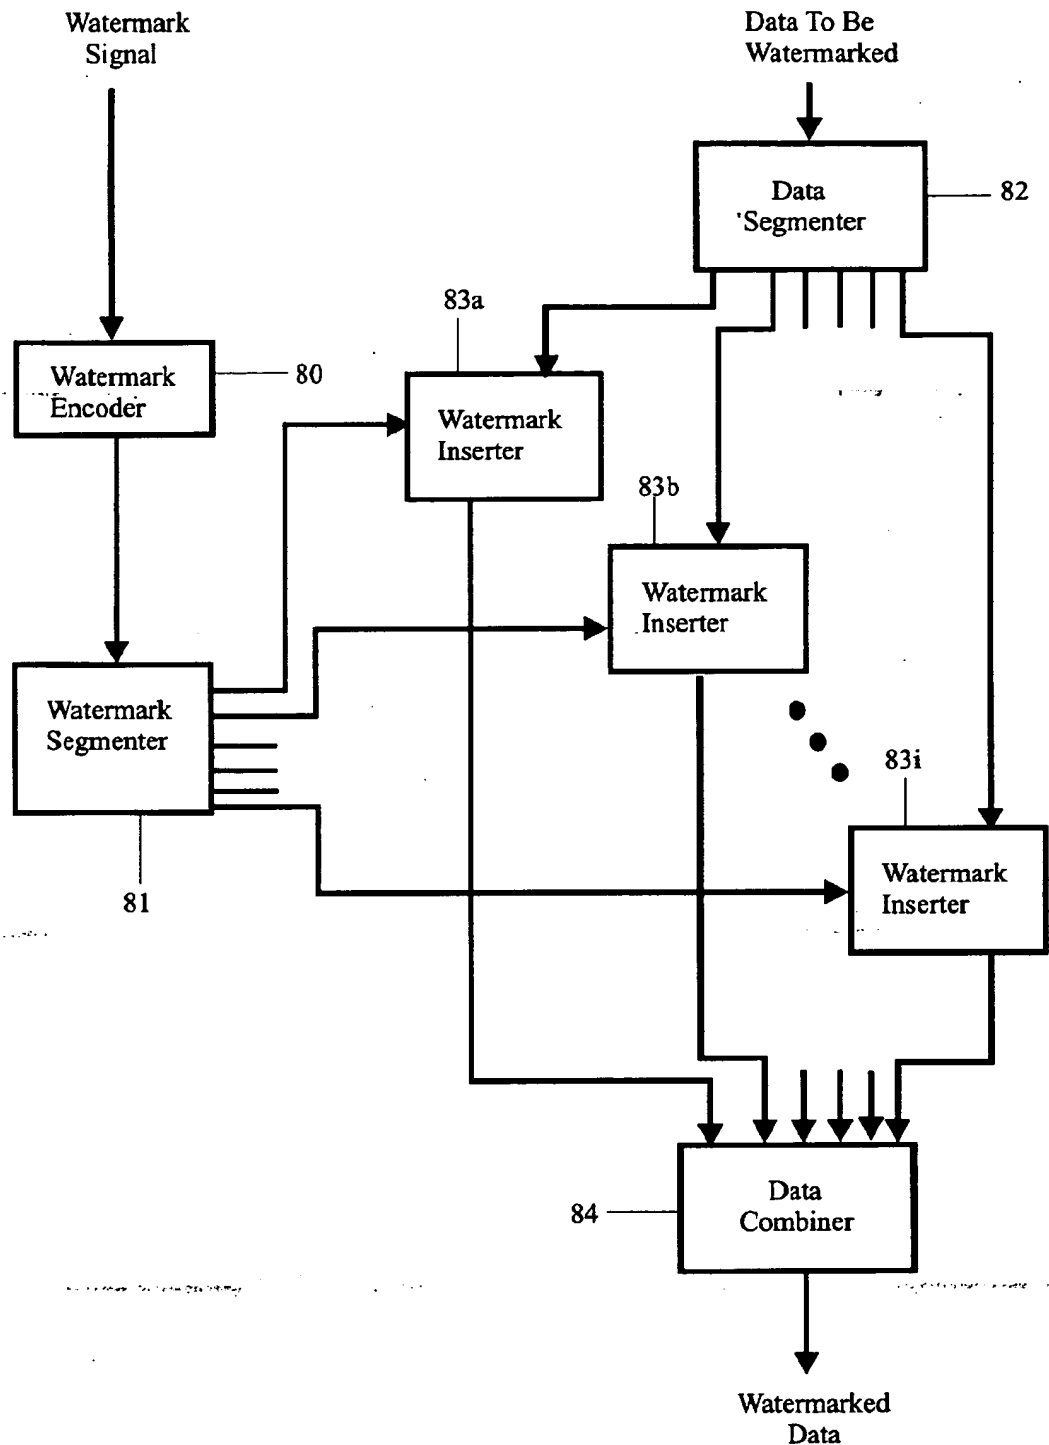 Watermark
Signal
Data To Be
Watermarked
Data
Segmenter
82
83a
Watermark
Encoder
80
Watermark
Inserter
83b
Watermark
Inserter
Watermark
Segmenter
81
83i
Watermark
Inserter
84
Data
Combiner
Watermarked
Data